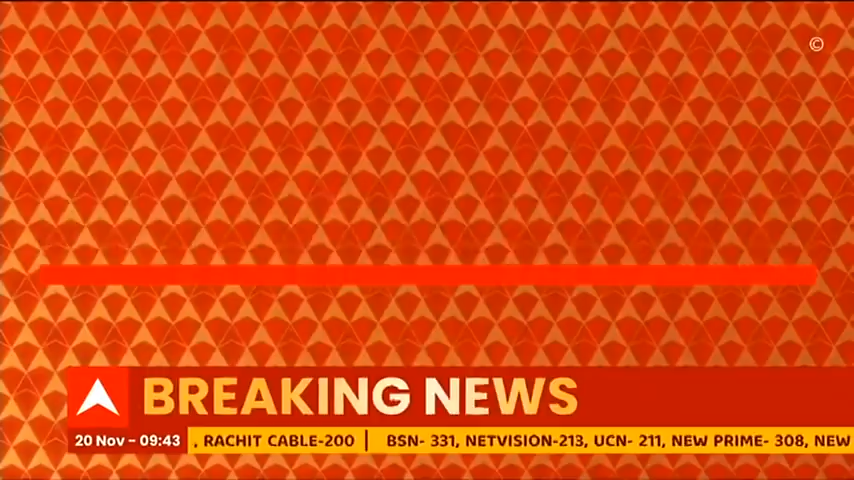 ©
BREAKING NEWS
20 Nov – 09:43
, RACHIT CABLE-200 | BSN- 331, NETVISION-213, UCN- 211, NEW PRIME- 308, NEW